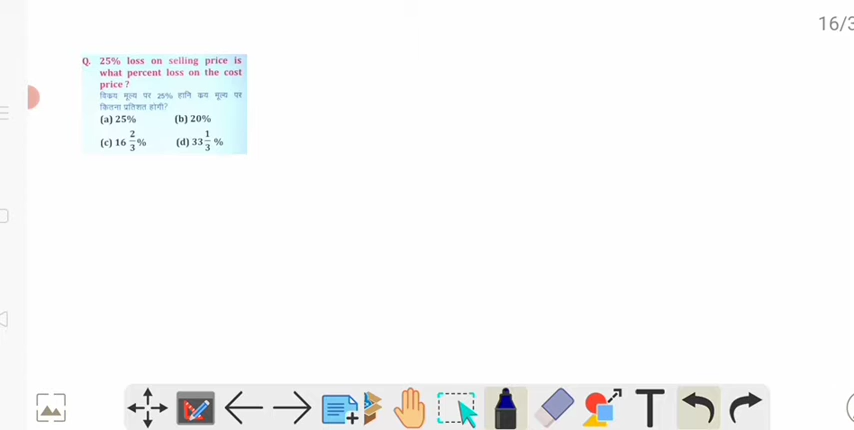 16/3
Q. 25% loss on selling price is
what percent loss on the cost
price ?
विक्रय मूल्य पर 25% हानि क्रय मूल्य पर
कितना प्रतिशत होगी?
(a) 25% (b) 20%
(c) 16 2/3 % (d) 33 1/3 %
T